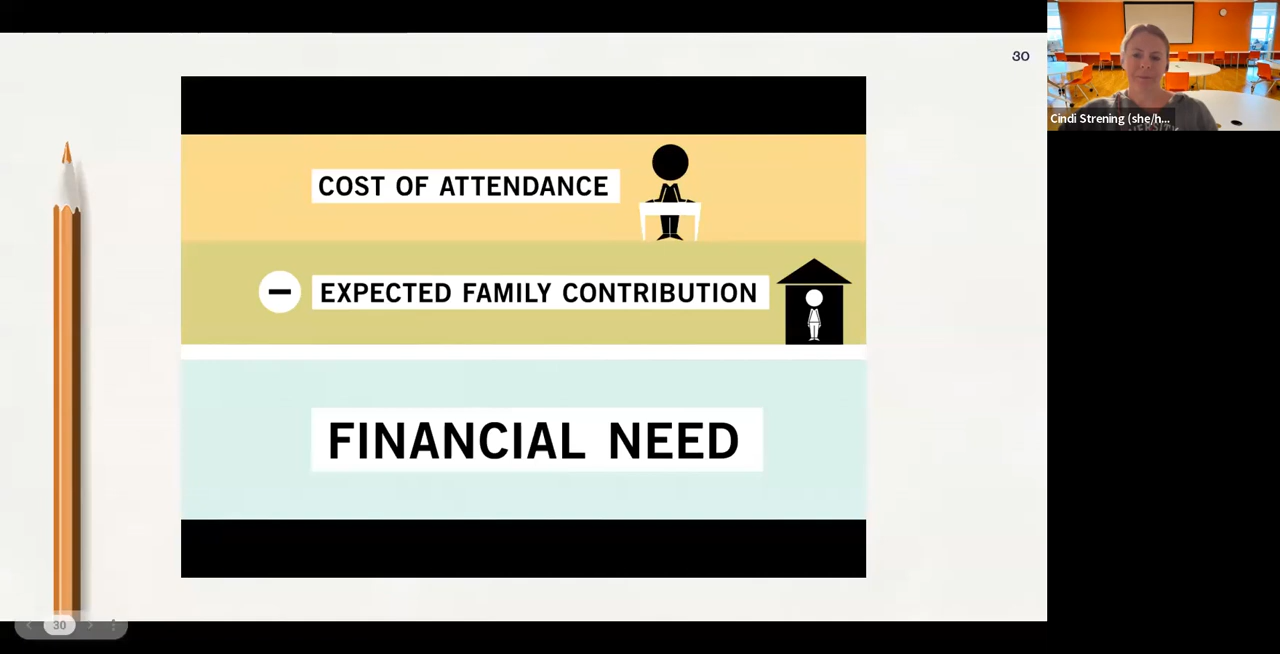 30
COST OF ATTENDANCE
EXPECTED FAMILY CONTRIBUTION
FINANCIAL NEED
Cindi Strening (she/h...
30